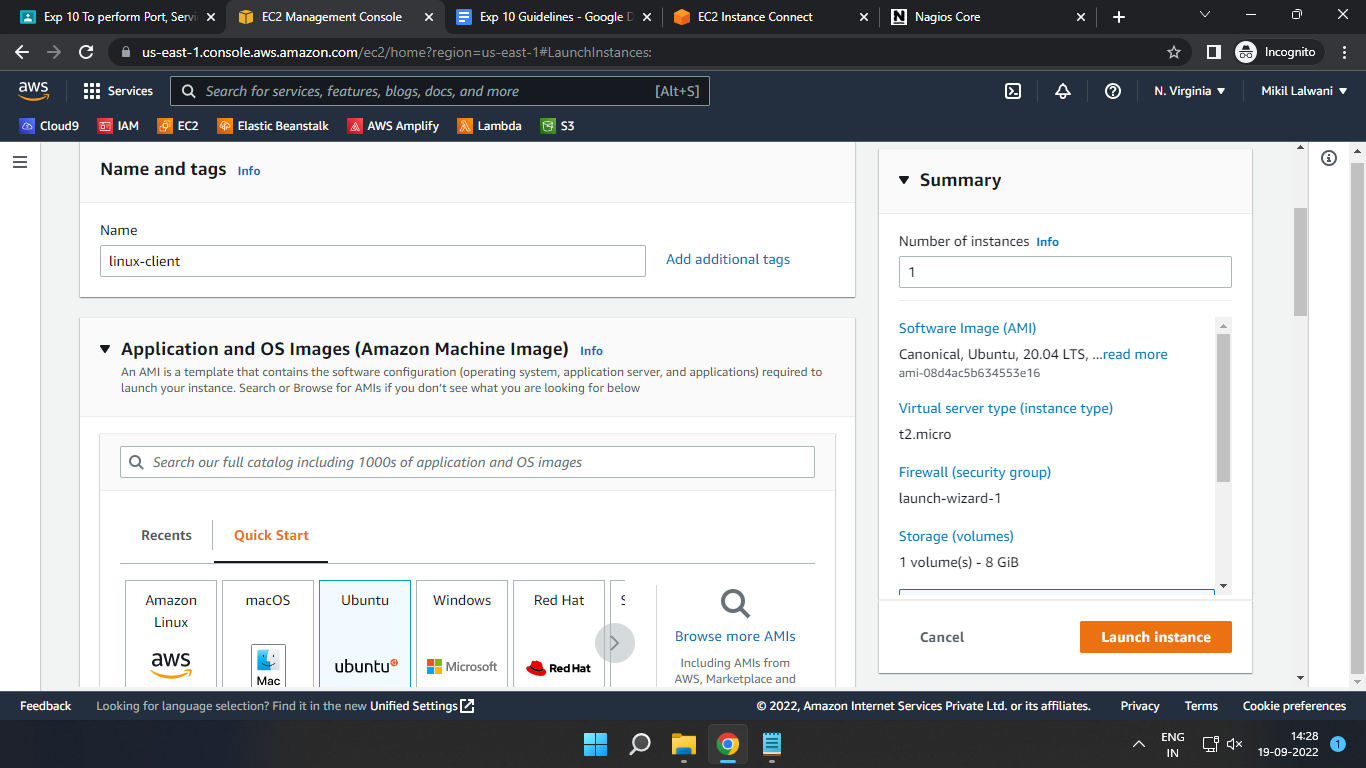 Exp 10 To perform Port, Servi
EC2 Management Console
Exp 10 Guidelines - Google D
EC2 Instance Connect
Nagios Core
us-east-1.console.aws.amazon.com/ec2/home?region=us-east-1#LaunchInstances:
Incognito
aws
Services
Search for services, features, blogs, docs, and more
[Alt+S]
N. Virginia
Mikil Lalwani
Cloud9
IAM
EC2
Elastic Beanstalk
AWS Amplify
Lambda
S3
Name and tags Info
Name
linux-client
Add additional tags
Application and OS Images (Amazon Machine Image) Info
An AMI is a template that contains the software configuration (operating system, application server, and applications) required to
launch your instance. Search or Browse for AMIs if you don't see what you are looking for below
Search our full catalog including 1000s of application and OS images
Recents
Quick Start
Amazon
Linux
aws
macOS
Mac
Ubuntu
ubuntu
Windows
Microsoft
Red Hat
Red Hat
S
Browse more AMIs
Including AMIs from
AWS, Marketplace and
Summary
Number of instances Info
1
Software Image (AMI)
Canonical, Ubuntu, 20.04 LTS, ...read more
ami-08d4ac5b634553e16
Virtual server type (instance type)
t2.micro
Firewall (security group)
launch-wizard-1
Storage (volumes)
1 volume(s) - 8 GiB
Cancel
Launch instance
Feedback
Looking for language selection? Find it in the new Unified Settings
© 2022, Amazon Internet Services Private Ltd. or its affiliates.
Privacy
Terms
Cookie preferences
ENG
IN
14:28
19-09-2022
1